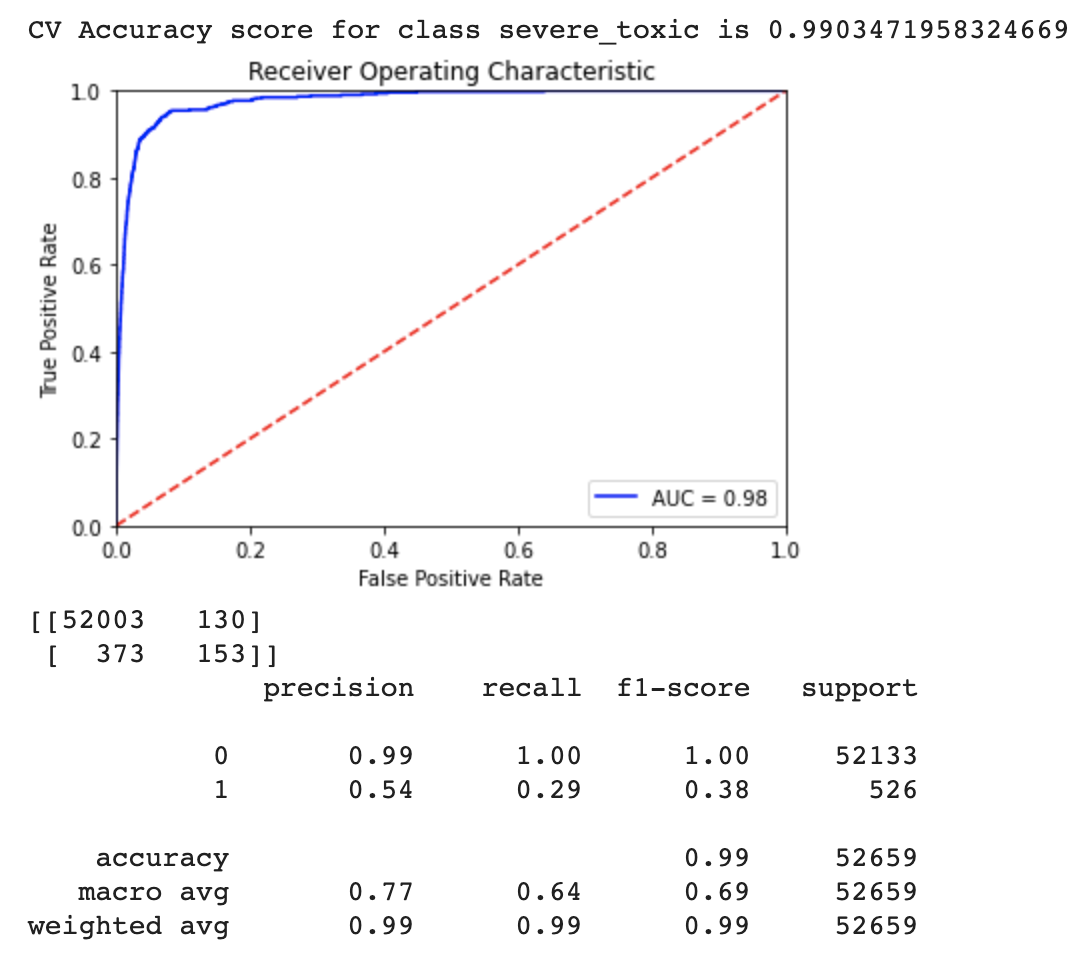 CV Accuracy score for class severe_toxic is 0.9903471958324669
Receiver Operating Characteristic
1.0
0.8
0.6
0.4
0.2
0.0
True Positive Rate
AUC = 0.98
0.0 0.2 0.4 0.6 0.8 1.0
False Positive Rate
[[52003 130]
[ 373 153]]
precision recall f1-score support
0 0.99 1.00 1.00 52133
1 0.54 0.29 0.38 526
accuracy 0.99 52659
macro avg 0.77 0.64 0.69 52659
weighted avg 0.99 0.99 0.99 52659